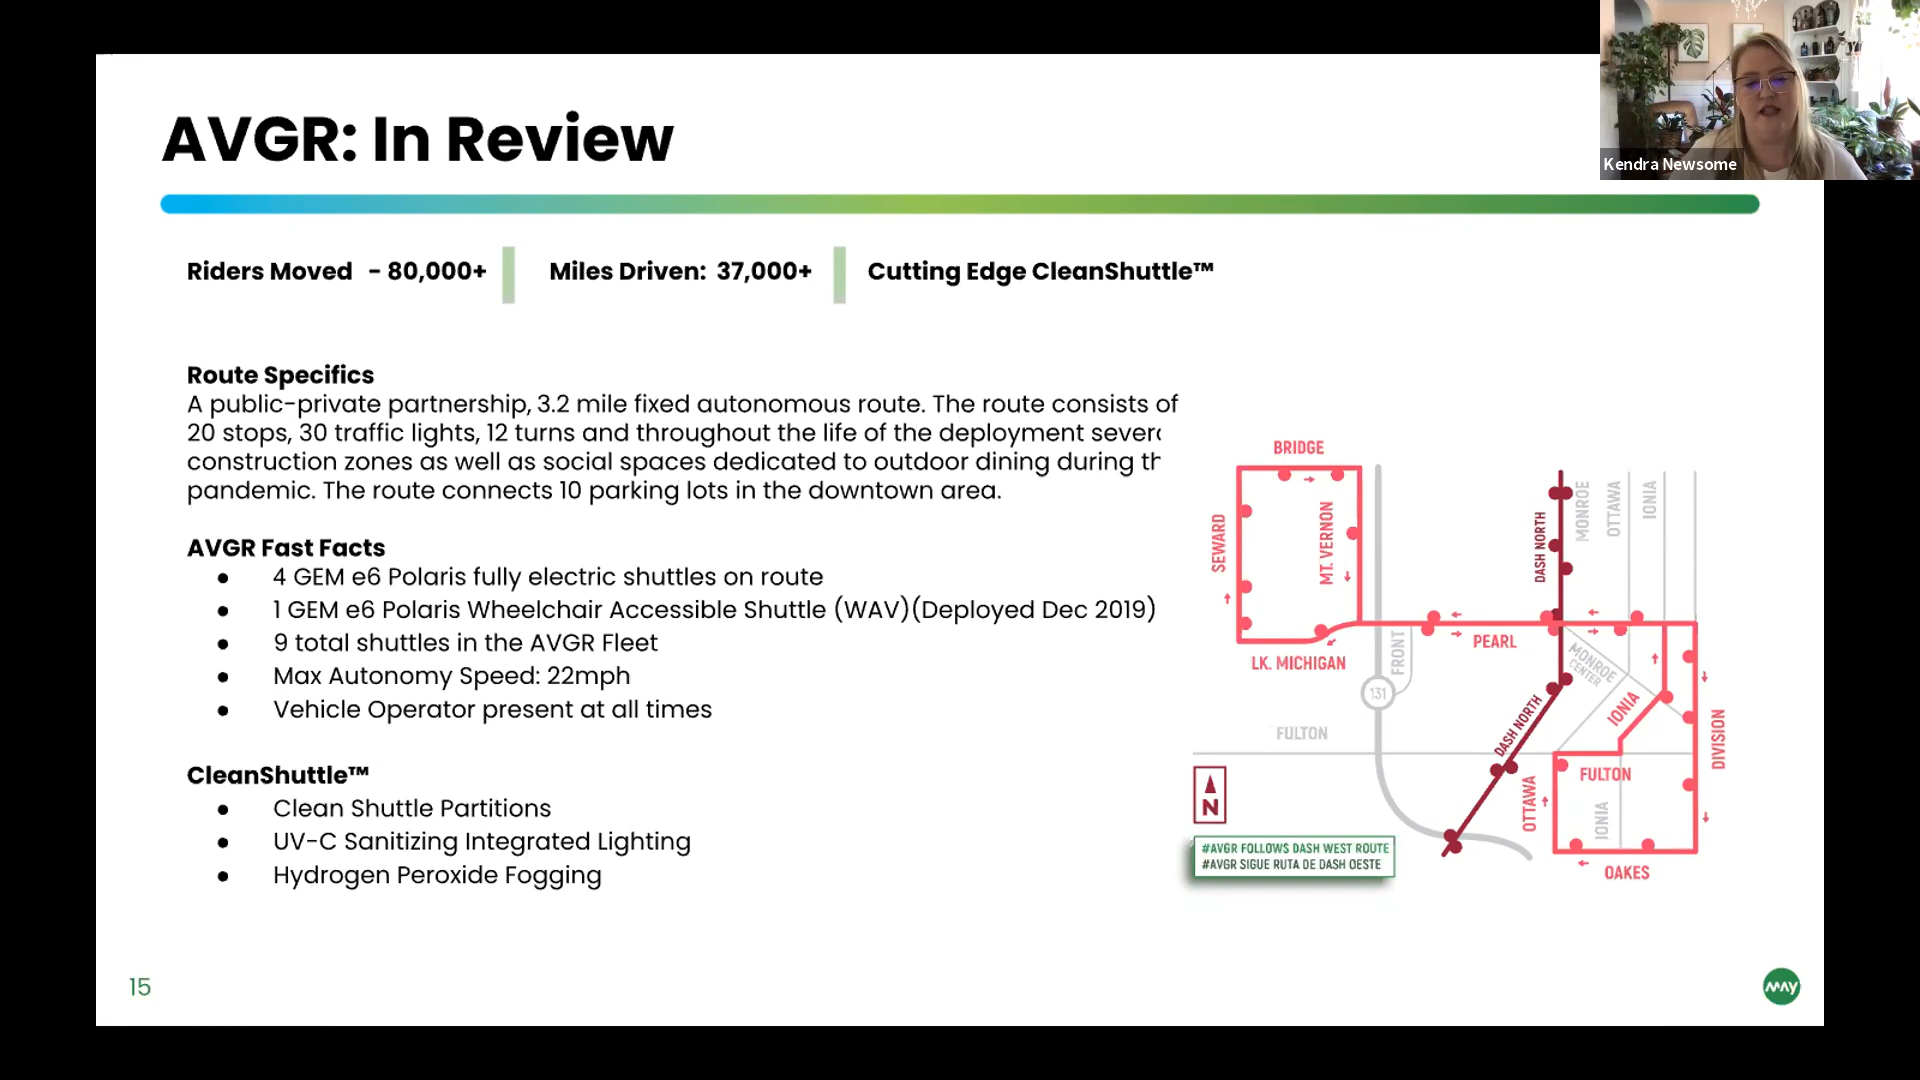 Kendra Newsome
AVGR: In Review
Riders Moved - 80,000+
Miles Driven: 37,000+
Cutting Edge CleanShuttle™
Route Specifics
A public-private partnership, 3.2 mile fixed autonomous route. The route consists of
20 stops, 30 traffic lights, 12 turns and throughout the life of the deployment
construction zones as well as social spaces dedicated to outdoor dining during
pandemic. The route connects 10 parking lots in the downtown area.
AVGR Fast Facts
● 4 GEM e6 Polaris fully electric shuttles on route
● 1 GEM e6 Polaris Wheelchair Accessible Shuttle (WAV)(Deployed Dec 2019)
● 9 total shuttles in the AVGR Fleet
● Max Autonomy Speed: 22mph
● Vehicle Operator present at all times
CleanShuttle™
● Clean Shuttle Partitions
● UV-C Sanitizing Integrated Lighting
● Hydrogen Peroxide Fogging
BRIDGE
SEWARD
MT. VERNON
LK. MICHIGAN
FRONT
131
PEARL
DASH NORTH
MONROE
OTTAWA
IONIA
MONROE
CENTER
IONIA
DASH NORTH
DIVISION
FULTON
FULTON
OTTAWA
IONIA
OAKES
N
#AVGR FOLLOWS DASH WEST ROUTE
#AVGR SIGUE RUTA DE DASH OESTE
15
MAY